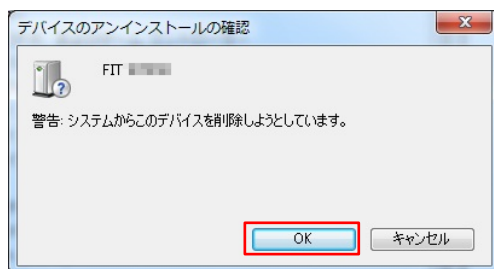 デバイスのアンインストールの確認
FIT
警告: システムからこのデバイスを削除しようとしています。
OK
キャンセル